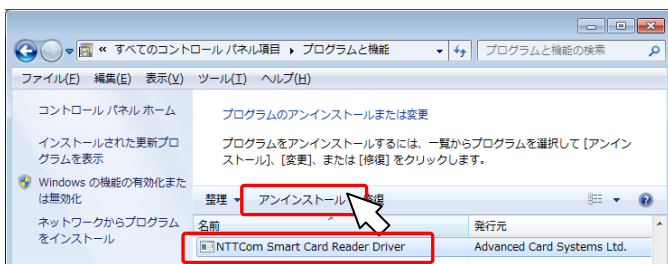 « すべてのコントロール パネル項目 ▸ プログラムと機能
プログラムと機能の検索
ファイル(F) 編集(E) 表示(V) ツール(T) ヘルプ(H)
コントロール パネル ホーム
インストールされた更新プロ
グラムを表示
Windows の機能の有効化また
は無効化
ネットワークからプログラム
をインストール
プログラムのアンインストールまたは変更
プログラムをアンインストールするには、一覧からプログラムを選択して [アンイン
ストール]、[変更]、または [修復] をクリックします。
整理 アンインストール 修復
名前 発行元
NTTCom Smart Card Reader Driver Advanced Card Systems Ltd.